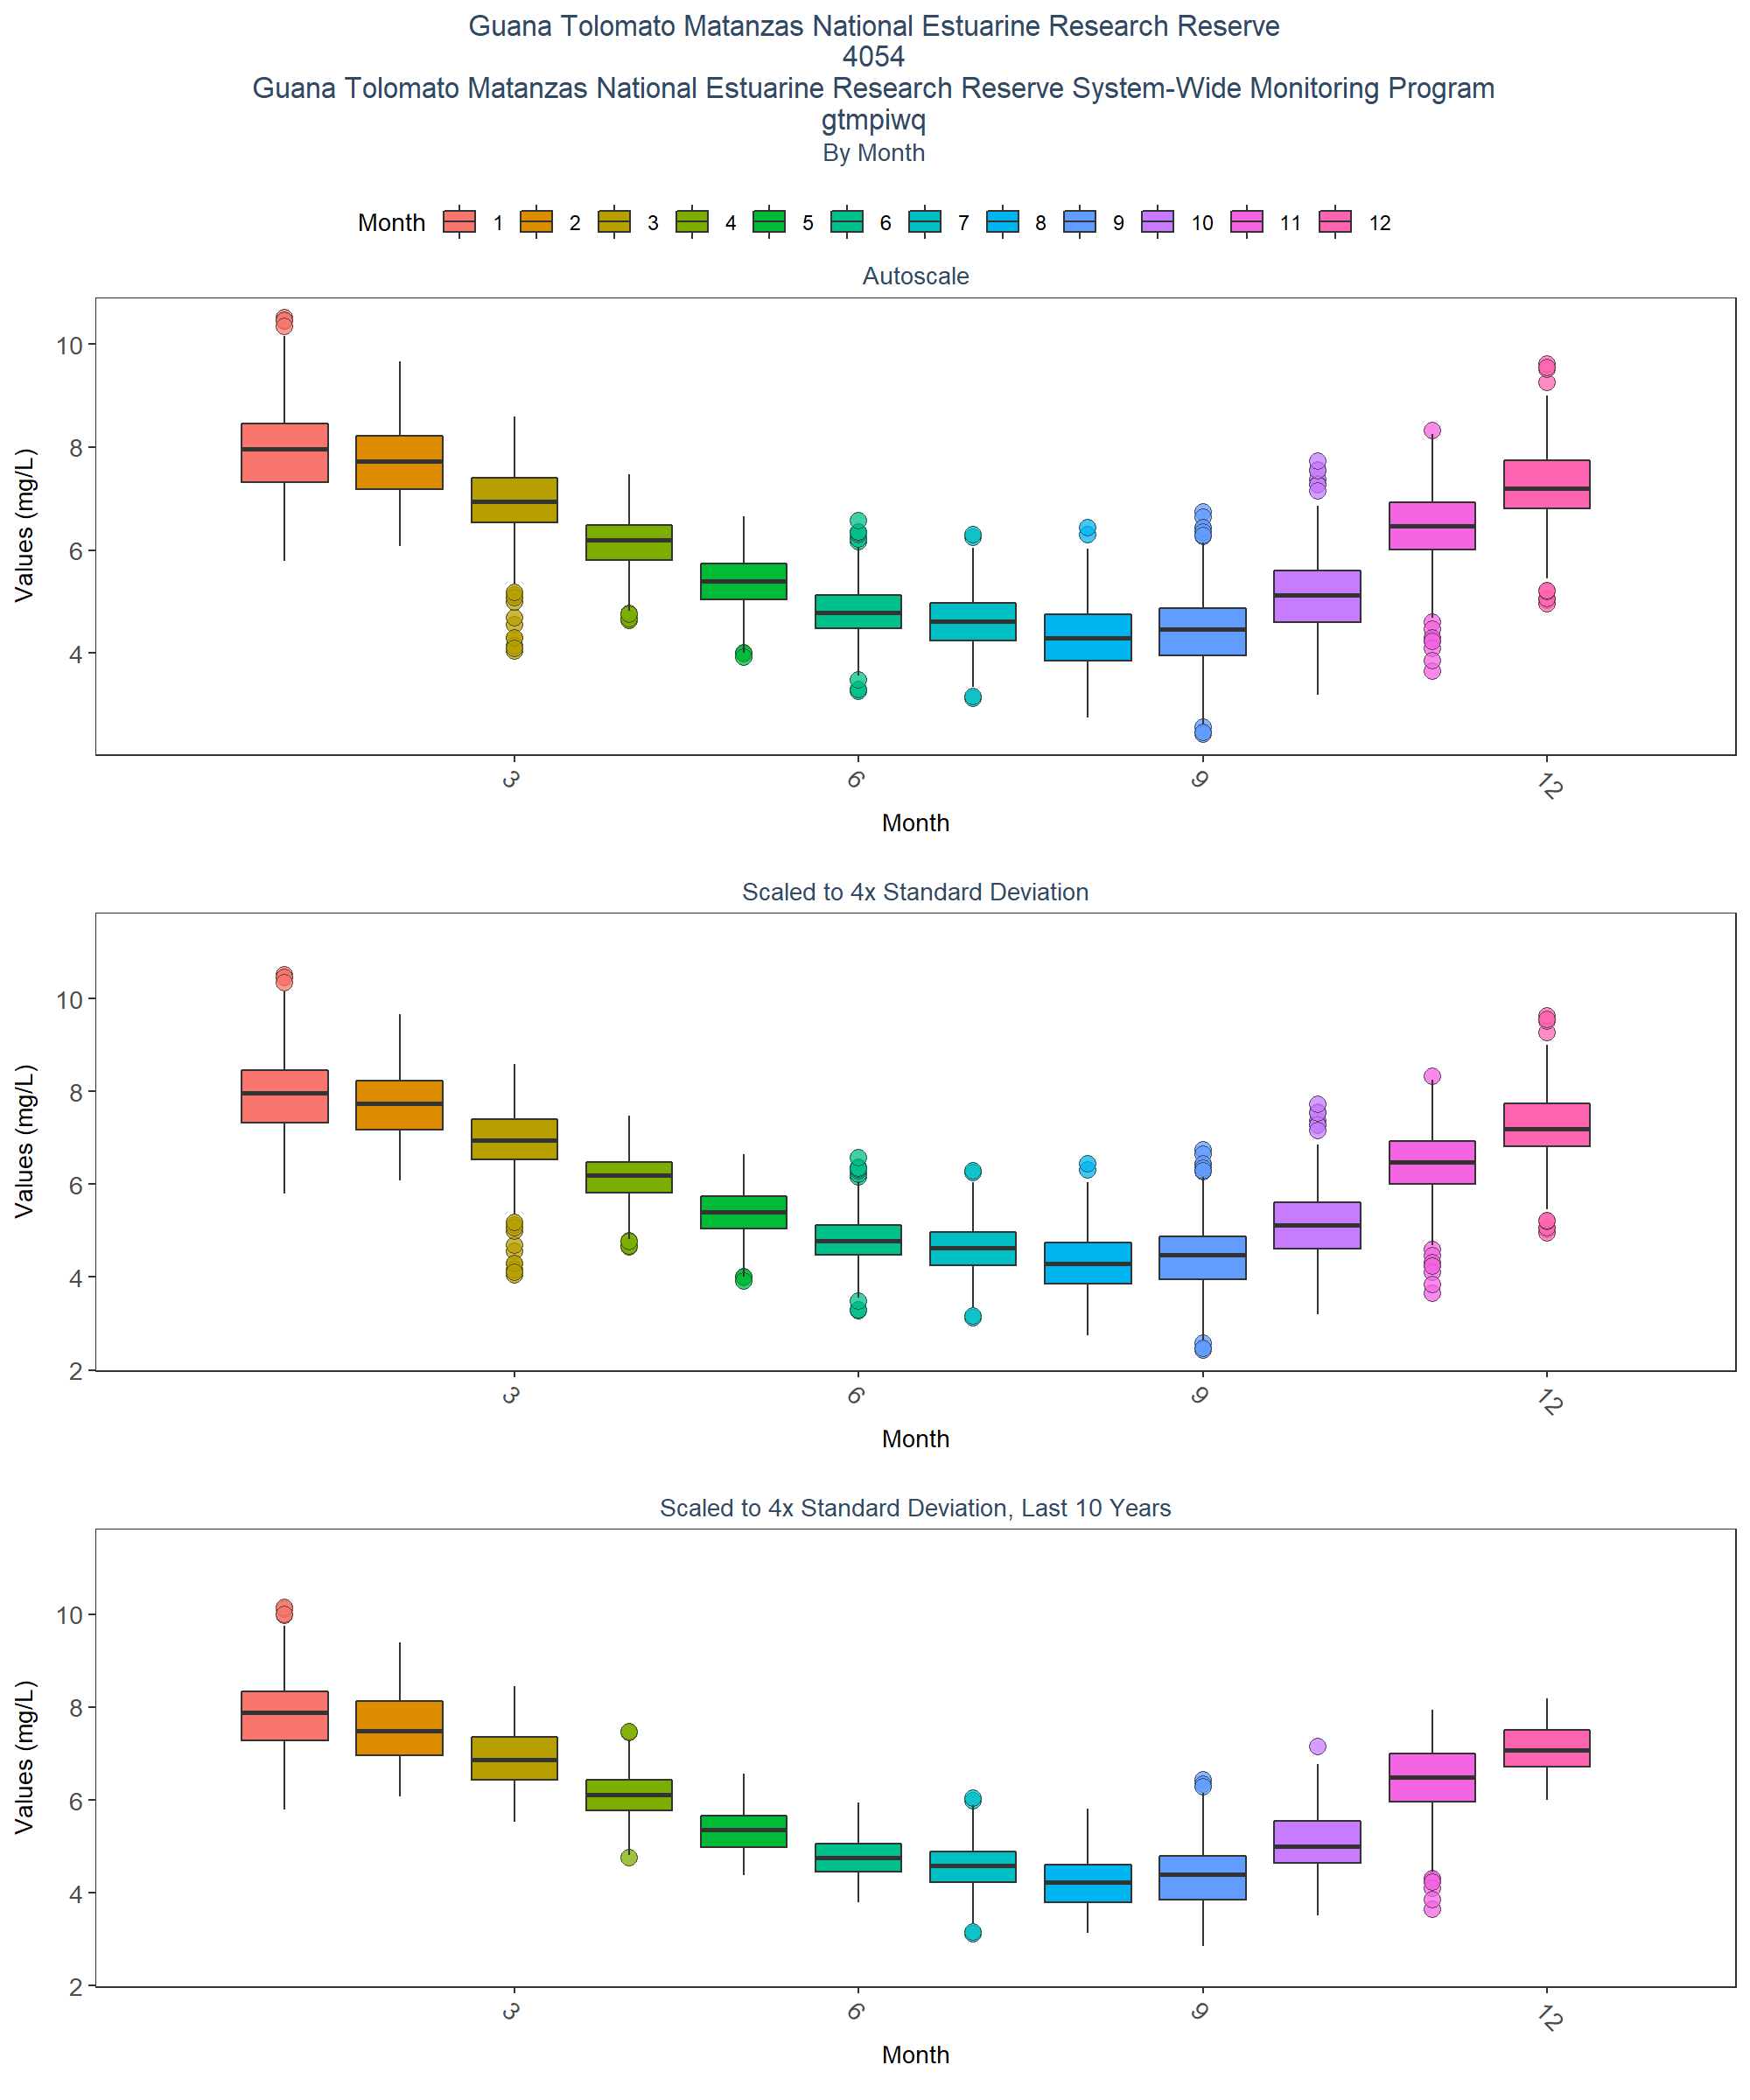 Guana Tolomato Matanzas National Estuarine Research Reserve
4054
Guana Tolomato Matanzas National Estuarine Research Reserve System-Wide Monitoring Program
gtmpiwq
By Month
Month 1 2 3 4 5 6 7 8 9 10 11 12
Autoscale
Values (mg/L)
10
8
6
4
3 6 9 12
Month
Scaled to 4x Standard Deviation
Values (mg/L)
10
8
6
4
2
3 6 9 12
Month
Scaled to 4x Standard Deviation, Last 10 Years
Values (mg/L)
10
8
6
4
2
3 6 9 12
Month